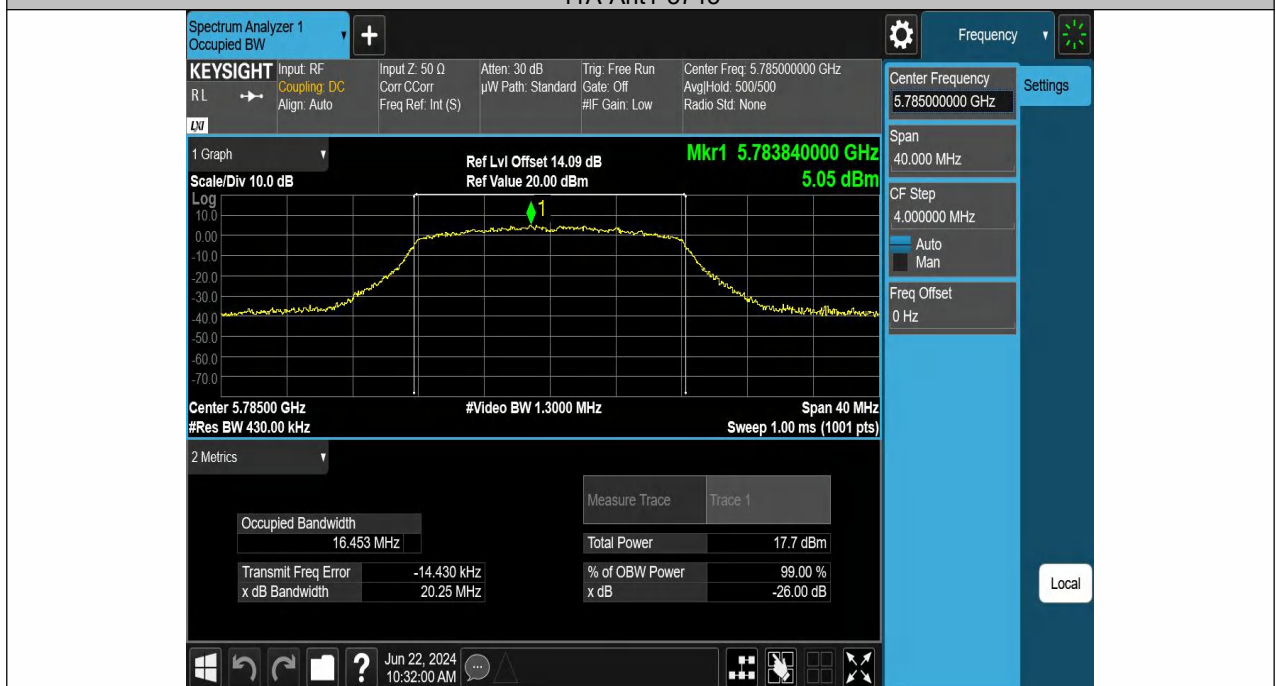 11A-Ant1-5745
Spectrum Analyzer 1
Occupied BW
+
Frequency
KEYSIGHT
RL
LXI
Input: RF
Coupling: DC
Align: Auto
Input Z: 50 Ω
Corr CCorr
Freq Ref: Int (S)
Atten: 30 dB
µW Path: Standard
Trig: Free Run
Gate: Off
#IF Gain: Low
Center Freq: 5.785000000 GHz
Avg|Hold: 500/500
Radio Std: None
Center Frequency
5.785000000 GHz
Settings
Span
40.000 MHz
CF Step
4.000000 MHz
Auto
Man
Freq Offset
0 Hz
Local
1 Graph
Scale/Div 10.0 dB
Ref Lvl Offset 14.09 dB
Ref Value 20.00 dBm
Mkr1 5.783840000 GHz
5.05 dBm
Log
10.0
0.00
-10.0
-20.0
-30.0
-40.0
-50.0
-60.0
-70.0
1
Center 5.78500 GHz
#Res BW 430.00 kHz
#Video BW 1.3000 MHz
Span 40 MHz
Sweep 1.00 ms (1001 pts)
2 Metrics
Measure Trace Trace 1
Occupied Bandwidth
16.453 MHz
Total Power 17.7 dBm
Transmit Freq Error -14.430 kHz
% of OBW Power 99.00 %
x dB Bandwidth 20.25 MHz
x dB -26.00 dB
?
Jun 22, 2024
10:32:00 AM